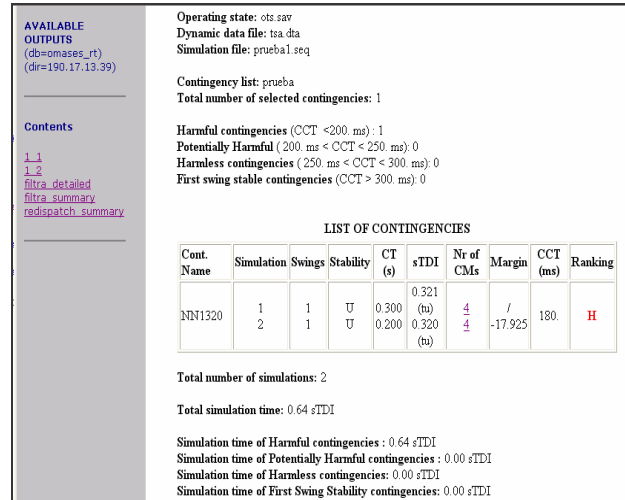 AVAILABLE
OUTPUTS
(db=omases_rt)
(dir=190.17.13.39)
Contents
1_1
1_2
filtra_detailed
filtra_summary
redispatch_summary
Operating state: ots.sav
Dynamic data file: tsa.dta
Simulation file: prueba1.seq
Contingency list: prueba
Total number of selected contingencies: 1
Harmful contingencies (CCT <200. ms) : 1
Potentially Harmful ( 200. ms < CCT < 250. ms): 0
Harmless contingencies ( 250. ms < CCT < 300. ms): 0
First swing stable contingencies (CCT > 300. ms): 0
LIST OF CONTINGENCIES
Cont. Name Simulation Swings Stability CT (s) sTDI Nr of CMs Margin CCT (ms) Ranking
NN1320 1 1 U 0.300 0.321 (tu) 4 / 180. H
2 1 U 0.200 0.320 (tu) 4 -17.925
Total number of simulations: 2
Total simulation time: 0.64 sTDI
Simulation time of Harmful contingencies : 0.64 sTDI
Simulation time of Potentially Harmful contingencies : 0.00 sTDI
Simulation time of Harmless contingencies: 0.00 sTDI
Simulation time of First Swing Stability contingencies: 0.00 sTDI